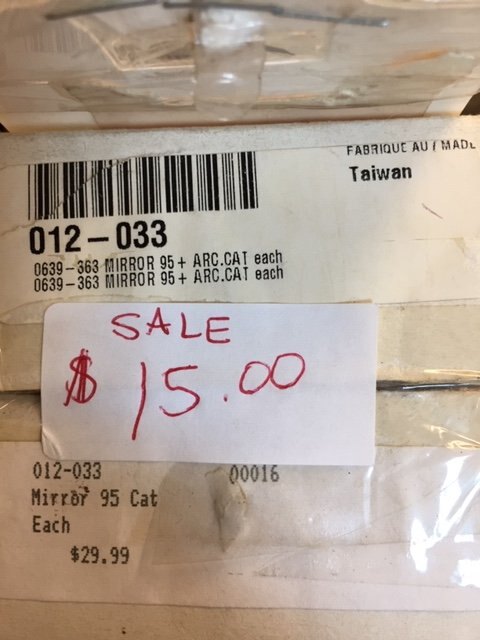 FABRIQUE AU / MADE
Taiwan
012-033
0639-363 MIRROR 95+ ARC.CAT each
0639-363 MIRROR 95+ ARC.CAT each
SALE
$15.00
012-033 00016
Mirror 95 Cat
Each
$29.99